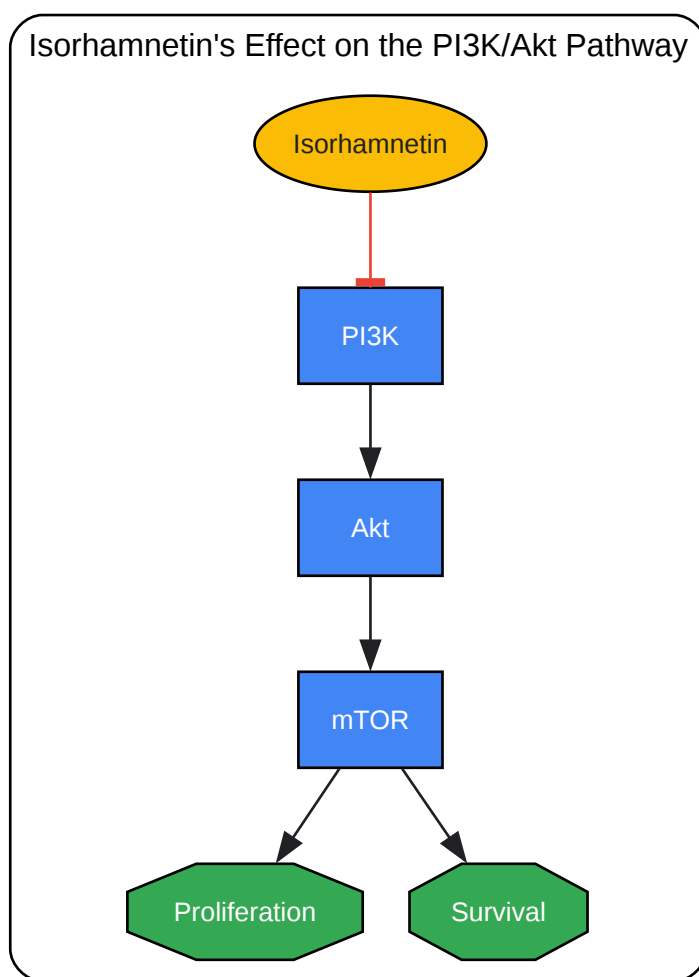 Isorhamnetin's Effect on the PI3K/Akt Pathway
Isorhamnetin
PI3K
Akt
mTOR
Proliferation
Survival